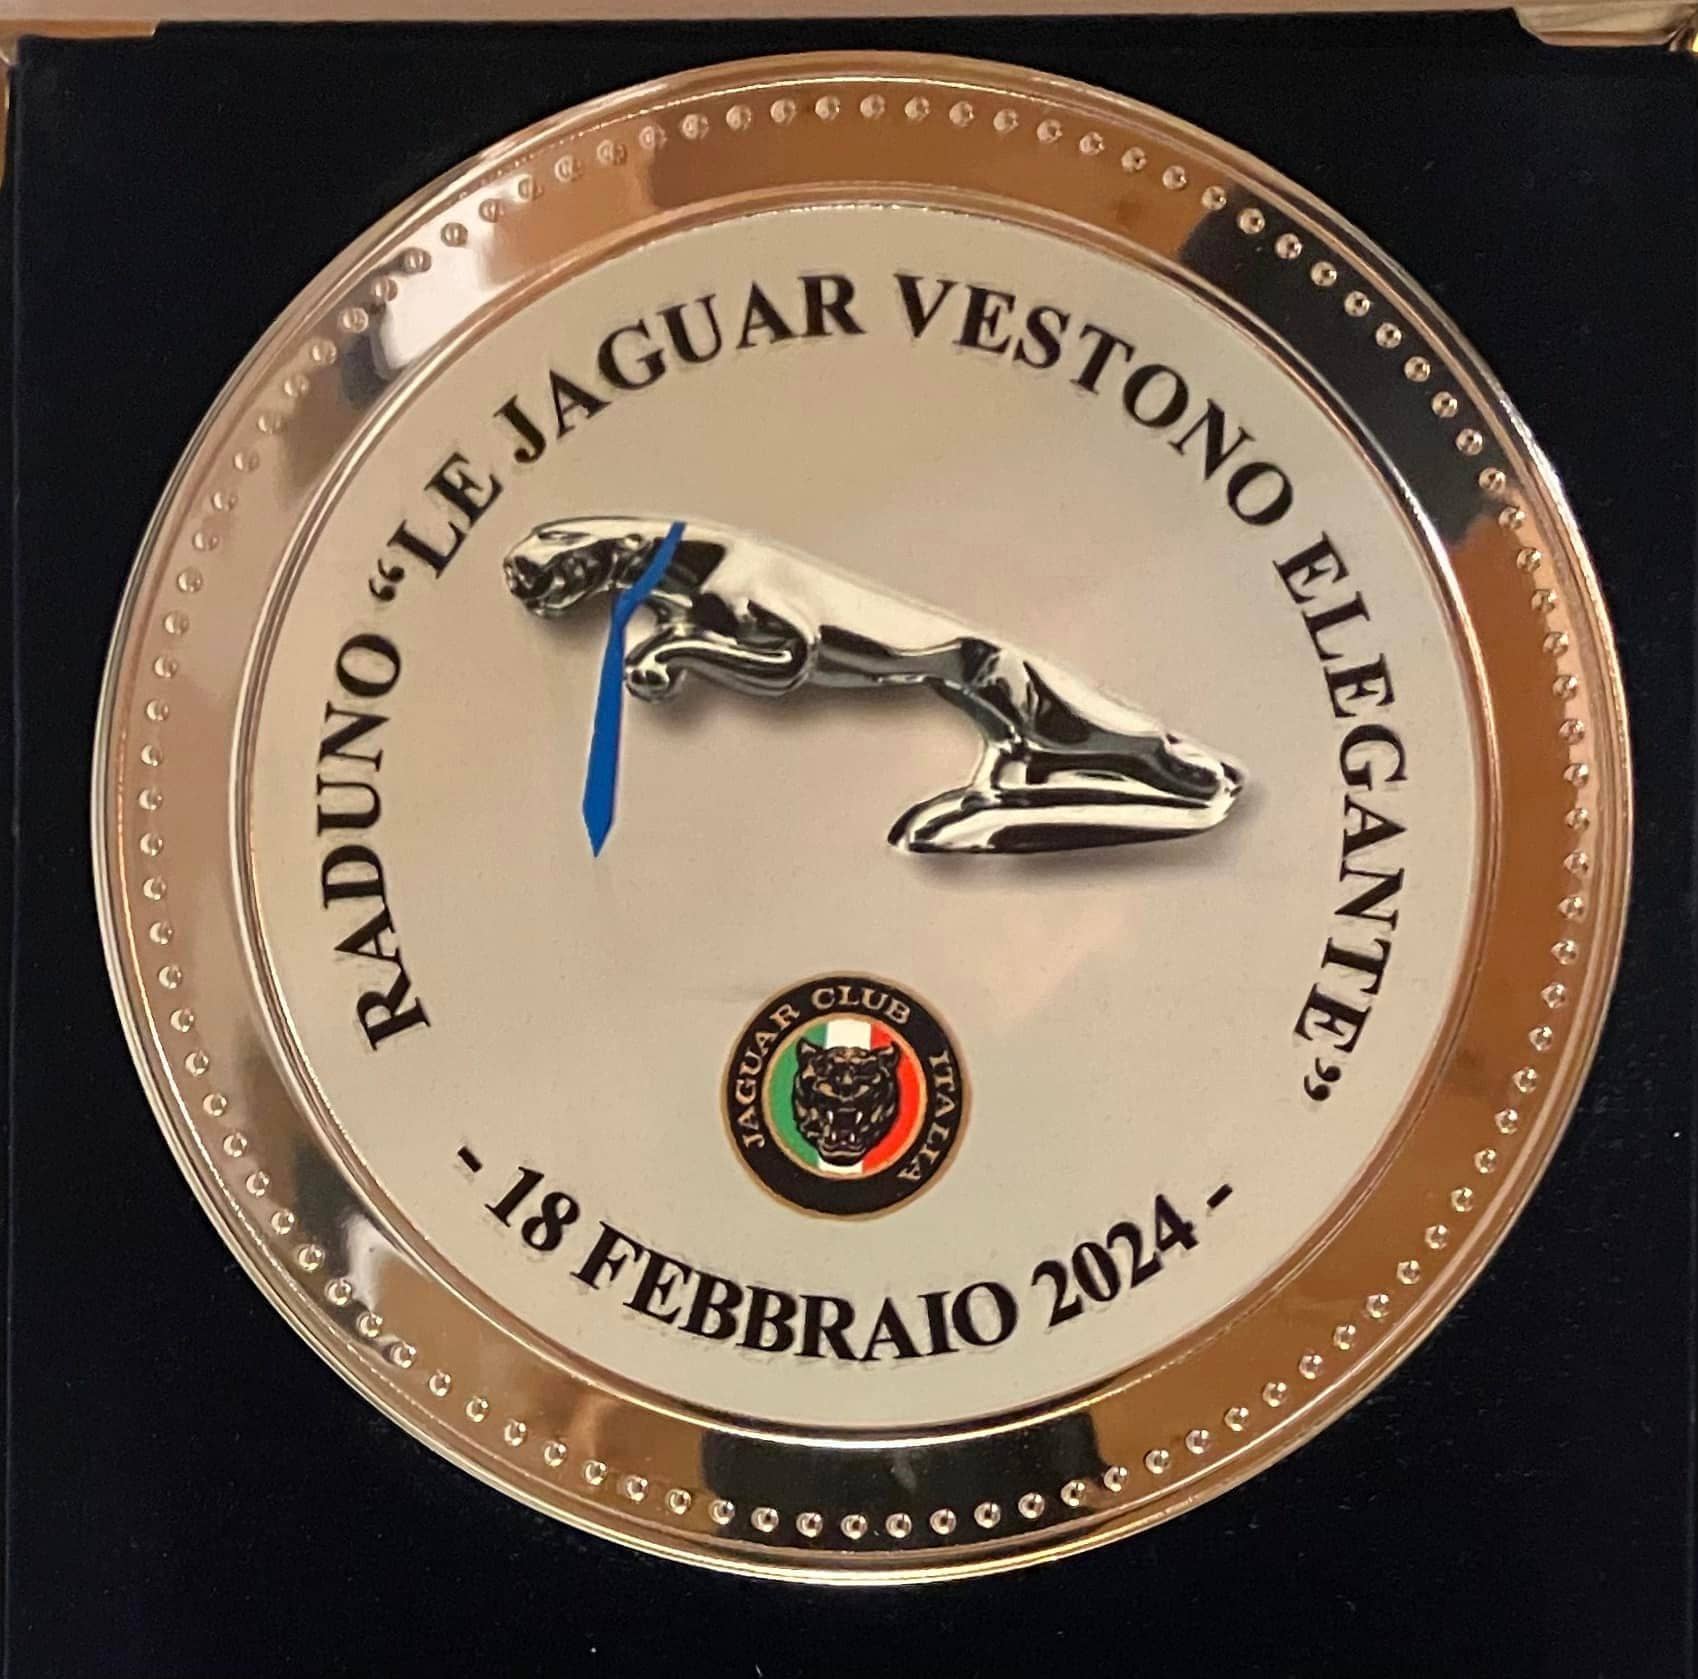 RADUNO “LE JAGUAR VESTONO ELEGANTE”
JAGUAR CLUB ITALIA
- 18 FEBBRAIO 2024 -